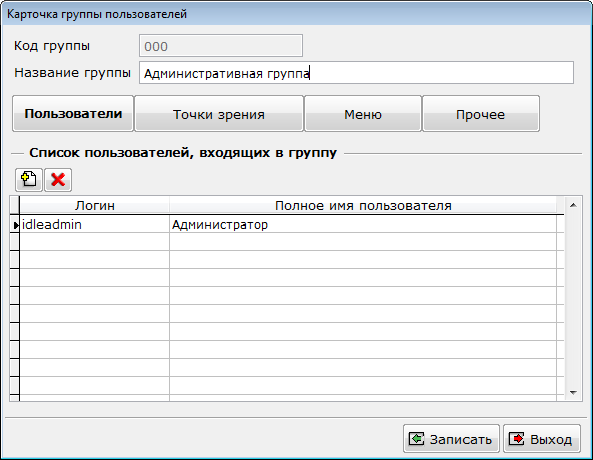 Карточка группы пользователей
Код группы 000
Название группы Административная группа
Пользователи Точки зрения Меню Прочее
Список пользователей, входящих в группу
Логин Полное имя пользователя
idleadmin Администратор
Записать Выход